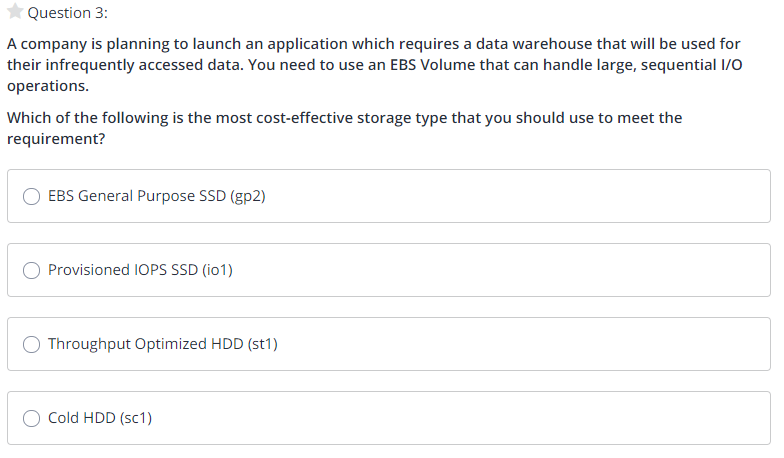 Question 3:
A company is planning to launch an application which requires a data warehouse that will be used for
their infrequently accessed data. You need to use an EBS Volume that can handle large, sequential I/O
operations.
Which of the following is the most cost-effective storage type that you should use to meet the
requirement?
EBS General Purpose SSD (gp2)
Provisioned IOPS SSD (io1)
Throughput Optimized HDD (st1)
Cold HDD (sc1)